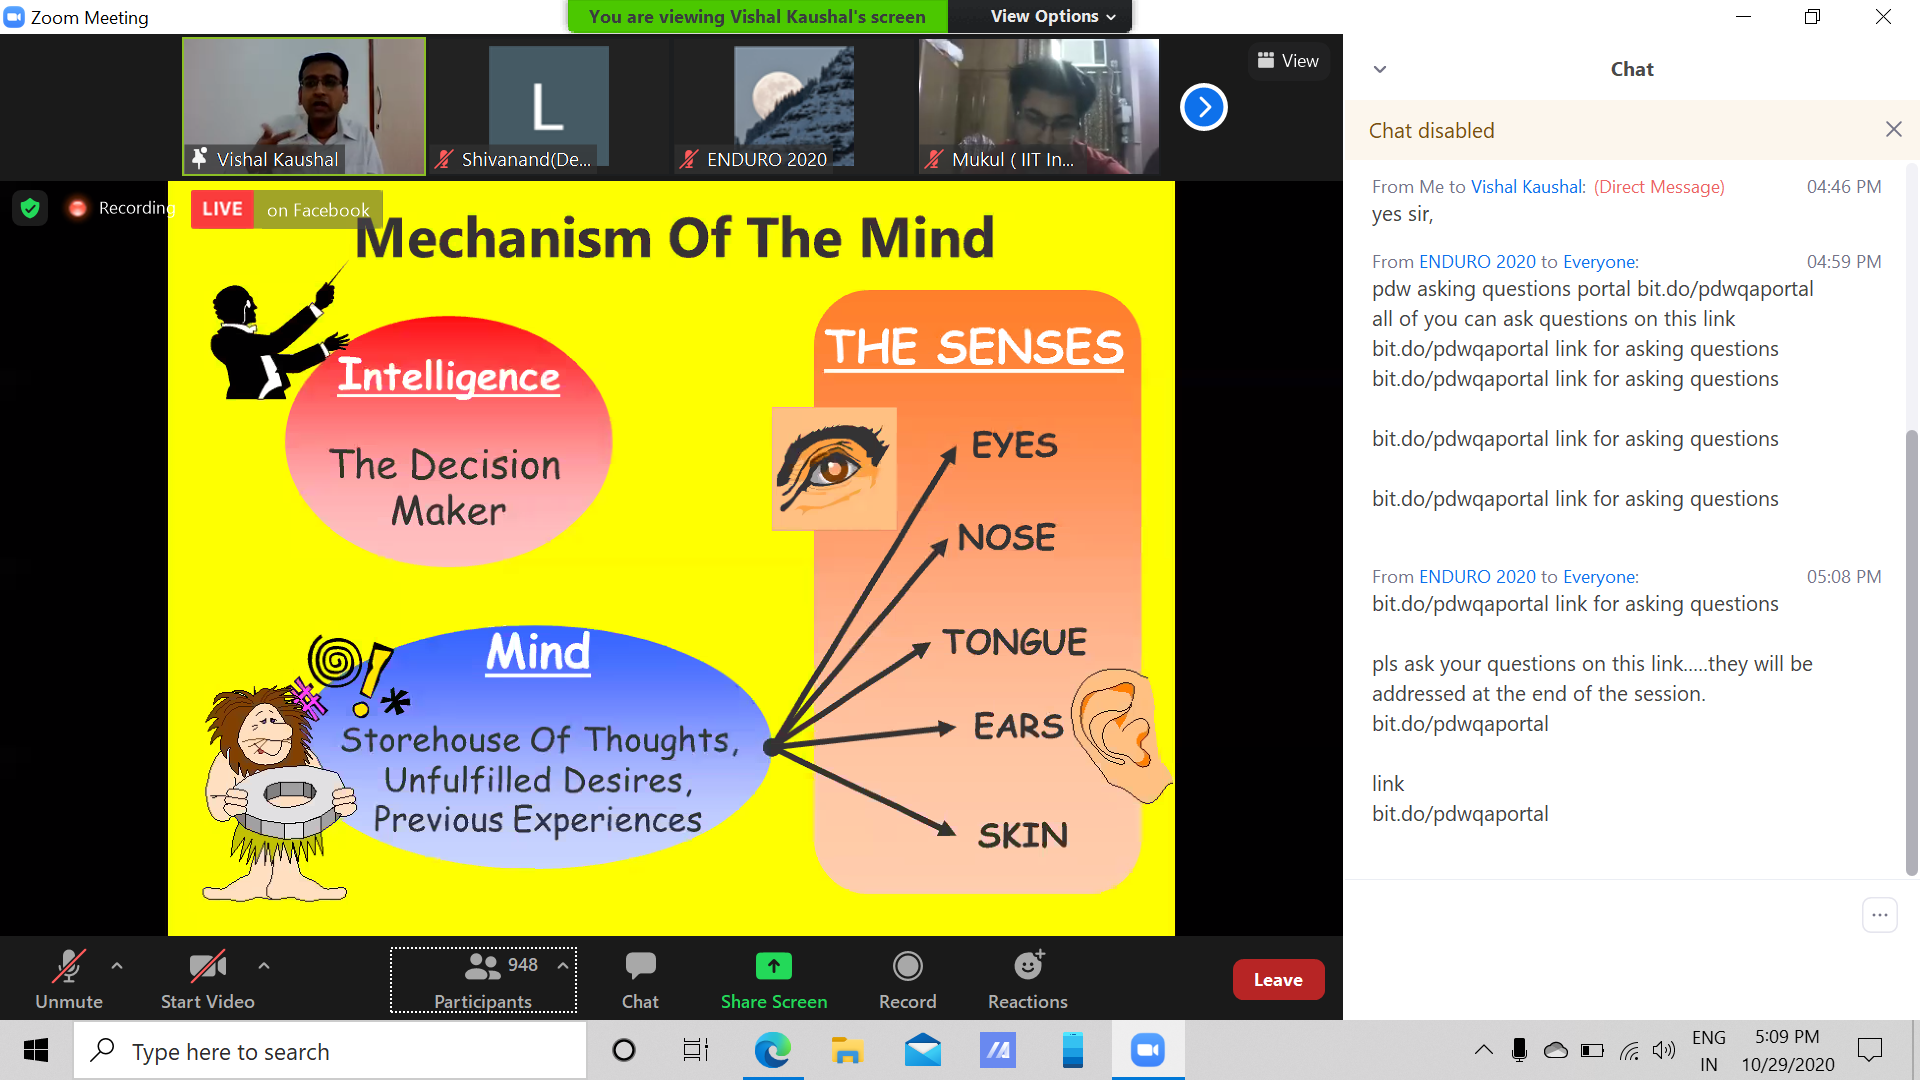 Zoom Meeting
You are viewing Vishal Kaushal's screen
View Options
View
L
Vishal Kaushal
Shivanand(De...
ENDURO 2020
Mukul ( IIT In...
Recording
LIVE on Facebook
Mechanism Of The Mind
Intelligence
The Decision
Maker
THE SENSES
EYES
NOSE
TONGUE
EARS
SKIN
Mind
Storehouse Of Thoughts,
Unfulfilled Desires,
Previous Experiences
Unmute
Start Video
948
Participants
Chat
Share Screen
Record
Reactions
Leave
Chat
Chat disabled
From Me to Vishal Kaushal: (Direct Message) 04:46 PM
yes sir,
From ENDURO 2020 to Everyone: 04:59 PM
pdw asking questions portal bit.do/pdwqaportal
all of you can ask questions on this link
bit.do/pdwqaportal link for asking questions
bit.do/pdwqaportal link for asking questions
bit.do/pdwqaportal link for asking questions
bit.do/pdwqaportal link for asking questions
From ENDURO 2020 to Everyone: 05:08 PM
bit.do/pdwqaportal link for asking questions
pls ask your questions on this link.....they will be
addressed at the end of the session.
bit.do/pdwqaportal
link
bit.do/pdwqaportal
Type here to search
ENG
IN
5:09 PM
10/29/2020